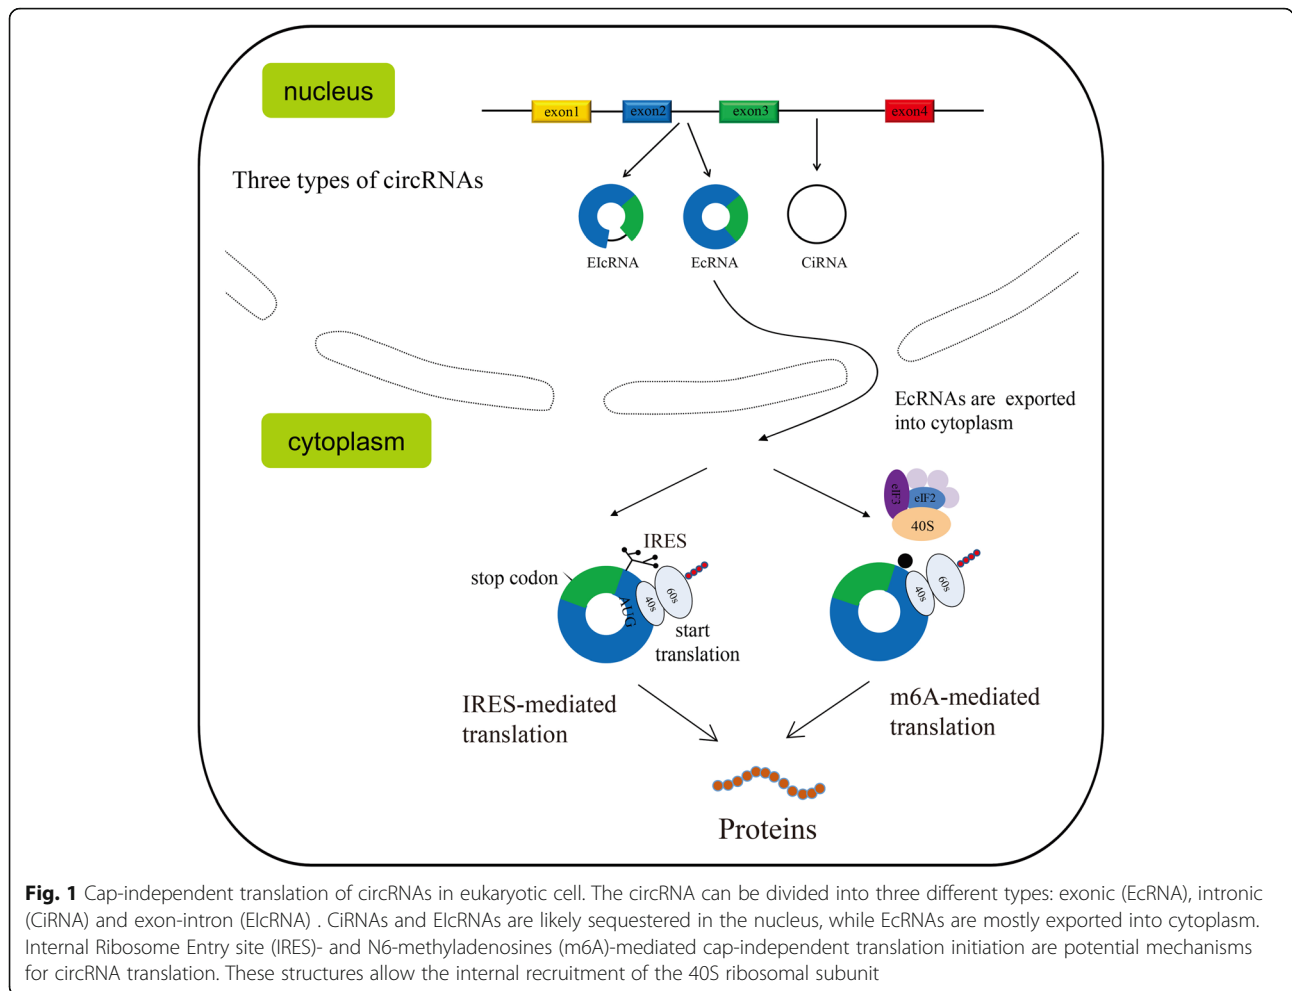 nucleus
exon1 exon2 exon3 exon4
Three types of circRNAs
EIcRNA EcRNA CiRNA
EcRNAs are exported
into cytoplasm
cytoplasm
eIF3
eIF2
40S
IRES
stop codon
AUG
40s
60s
start
translation
40s
60s
IRES-mediated
translation
m6A-mediated
translation
Proteins
Fig. 1 Cap-independent translation of circRNAs in eukaryotic cell. The circRNA can be divided into three different types: exonic (EcRNA), intronic
(CiRNA) and exon-intron (EIcRNA) . CiRNAs and EIcRNAs are likely sequestered in the nucleus, while EcRNAs are mostly exported into cytoplasm.
Internal Ribosome Entry site (IRES)- and N6-methyladenosines (m6A)-mediated cap-independent translation initiation are potential mechanisms
for circRNA translation. These structures allow the internal recruitment of the 40S ribosomal subunit